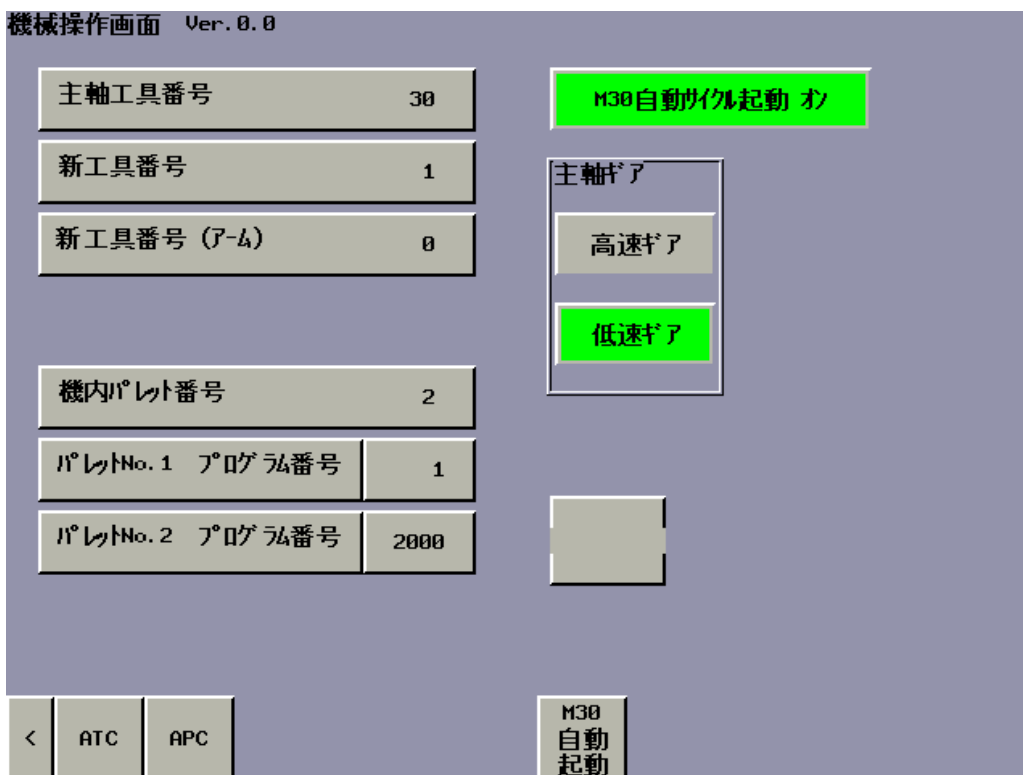 機械操作画面 Ver.0.0
主軸工具番号 30
M30自動ｻｲｸﾙ起動 ｵﾝ
新工具番号 1
主軸ｷﾞｱ
新工具番号 (ｱｰﾑ) 0
高速ｷﾞｱ
低速ｷﾞｱ
機内ﾊﾟﾚｯﾄ番号 2
ﾊﾟﾚｯﾄNo.1 ﾌﾟﾛｸﾞﾗﾑ番号 1
ﾊﾟﾚｯﾄNo.2 ﾌﾟﾛｸﾞﾗﾑ番号 2000
< ATC APC
M30
自動
起動